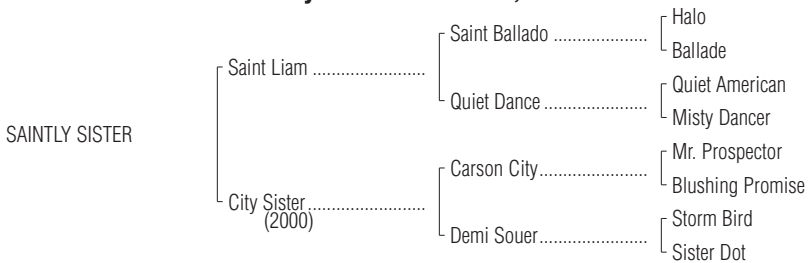 Halo
Saint Ballado ....................
Ballade
Saint Liam ........................
Quiet American
Quiet Dance ......................
Misty Dancer
SAINTLY SISTER
Mr. Prospector
Carson City.......................
Blushing Promise
City Sister.........................
(2000)
Storm Bird
Demi Souer.......................
Sister Dot